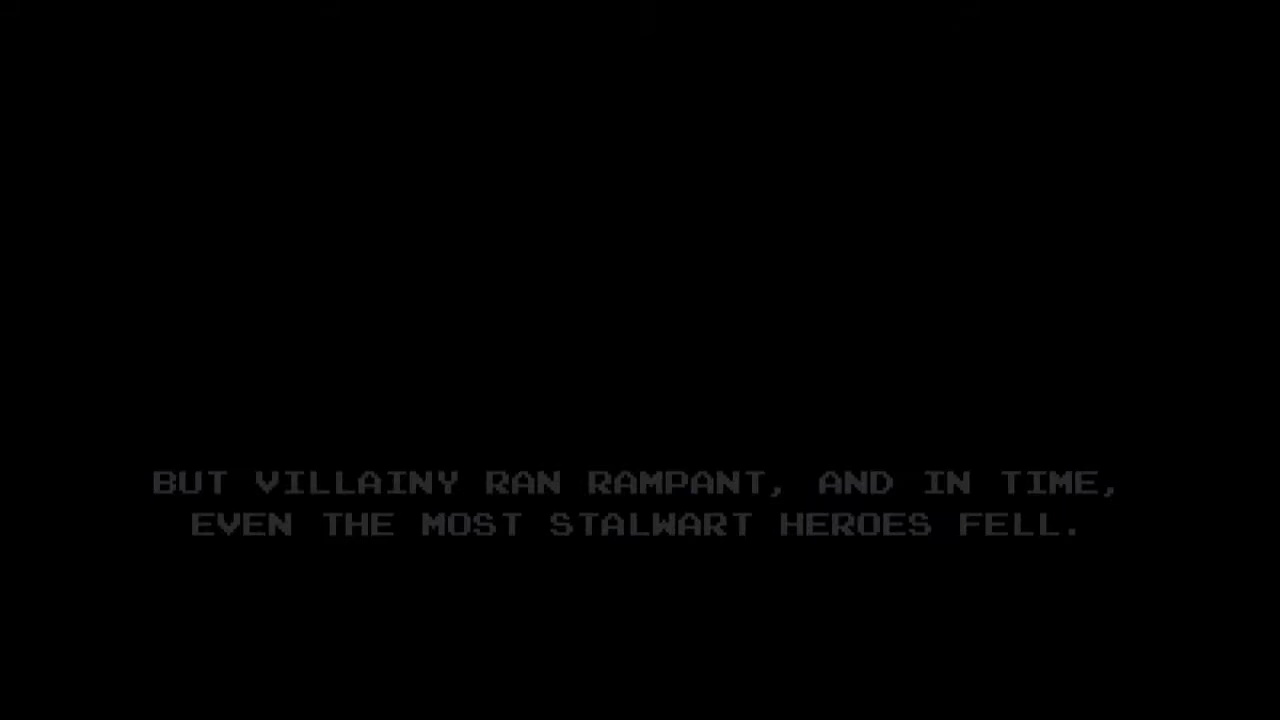 BUT VILLAINY RAN RAMPANT, AND IN TIME,
EVEN THE MOST STALWART HEROES FELL.